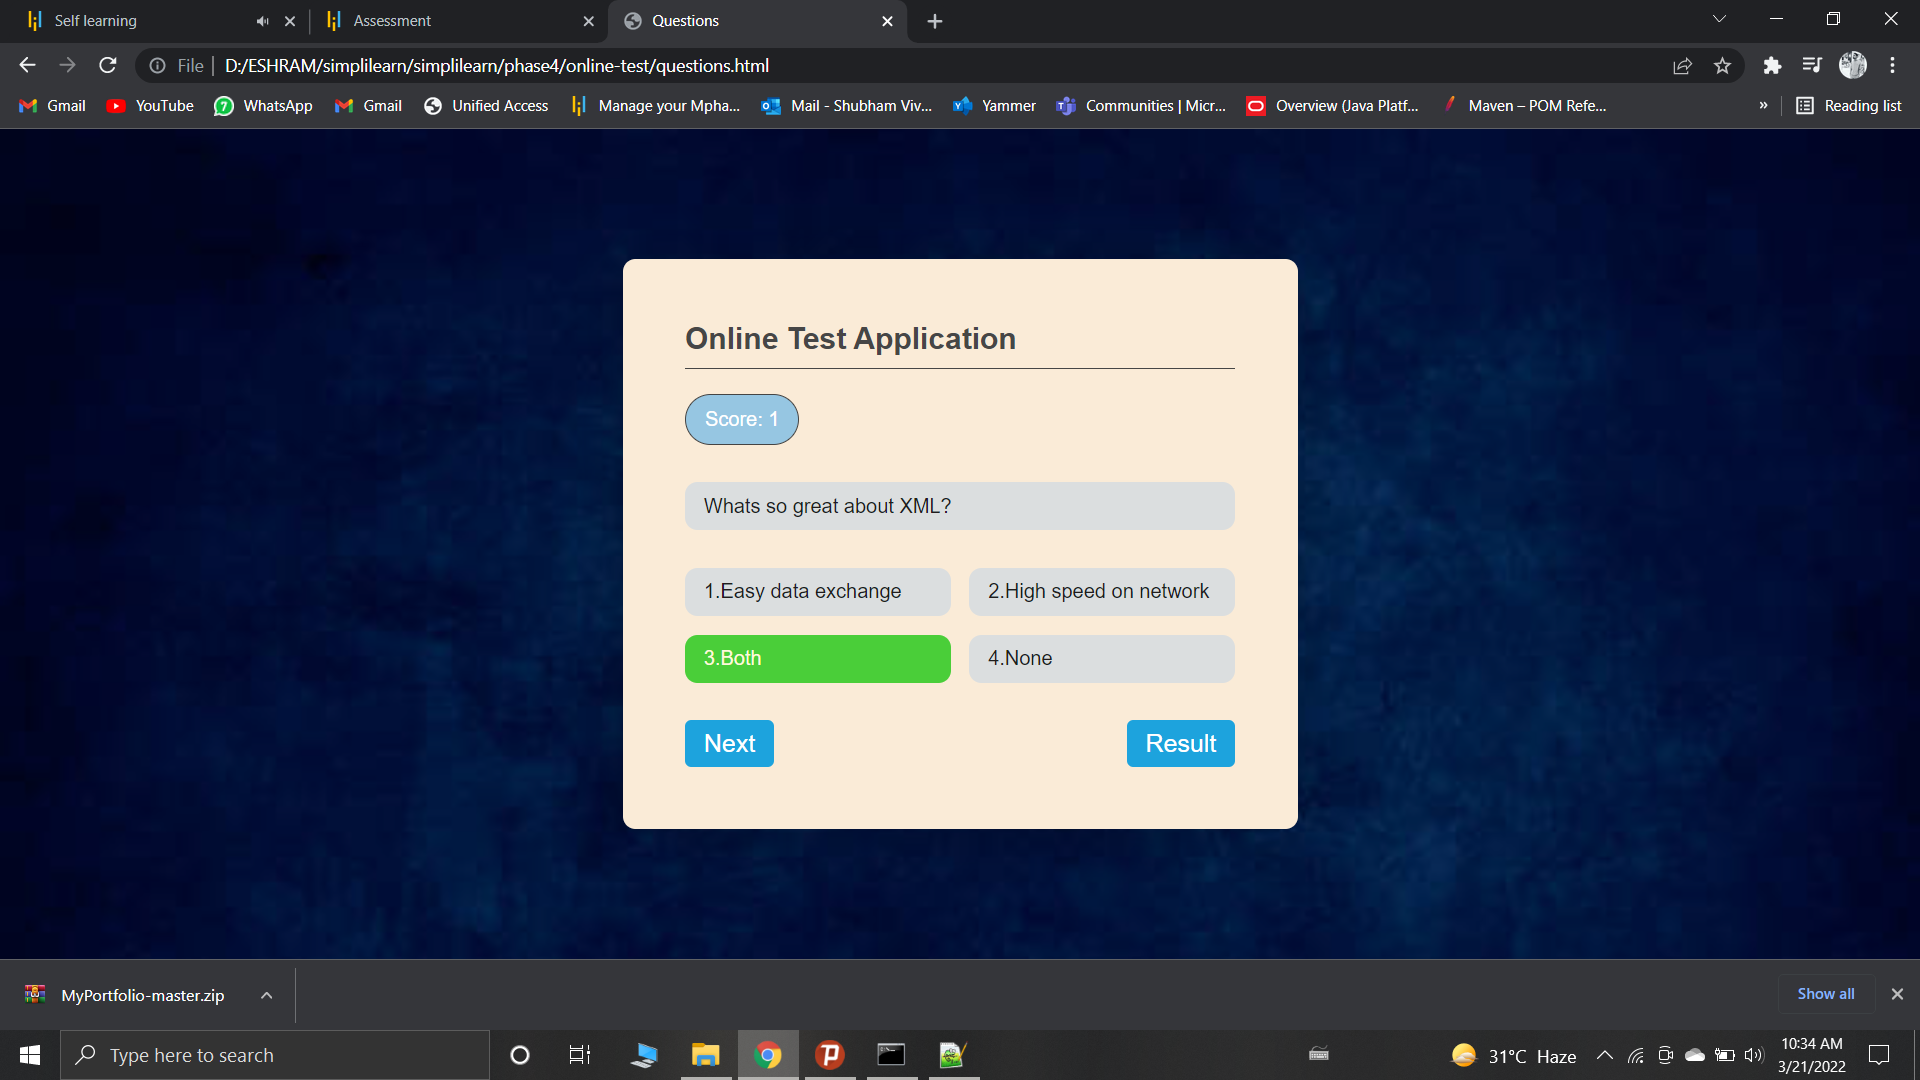 Self learning
Assessment
Questions
File
D:/ESHRAM/simplilearn/simplilearn/phase4/online-test/questions.html
Gmail
YouTube
7
WhatsApp
Gmail
Unified Access
Manage your Mpha...
Mail - Shubham Viv...
Yammer
Communities | Micr...
Overview (Java Platf...
Maven – POM Refe...
»
Reading list
Online Test Application
Score: 1
Whats so great about XML?
1.Easy data exchange
2.High speed on network
3.Both
4.None
Next
Result
MyPortfolio-master.zip
Show all
Type here to search
31°C Haze
10:34 AM
3/21/2022